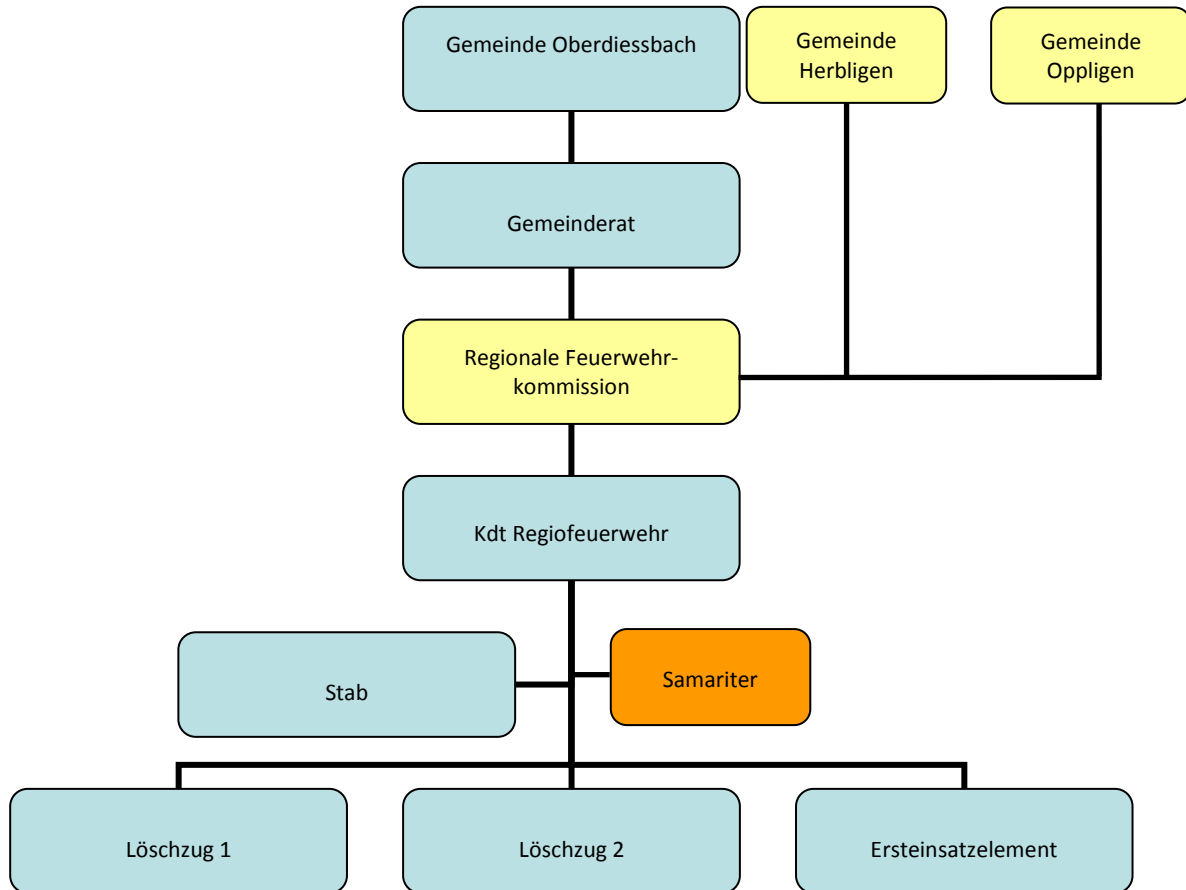 Gemeinde Oberdiessbach
Gemeinde
Herbligen
Gemeinde
Oppligen
Gemeinderat
Regionale Feuerwehr-
kommission
Kdt Regiofeuerwehr
Stab
Samariter
Löschzug 1
Löschzug 2
Ersteinsatzelement